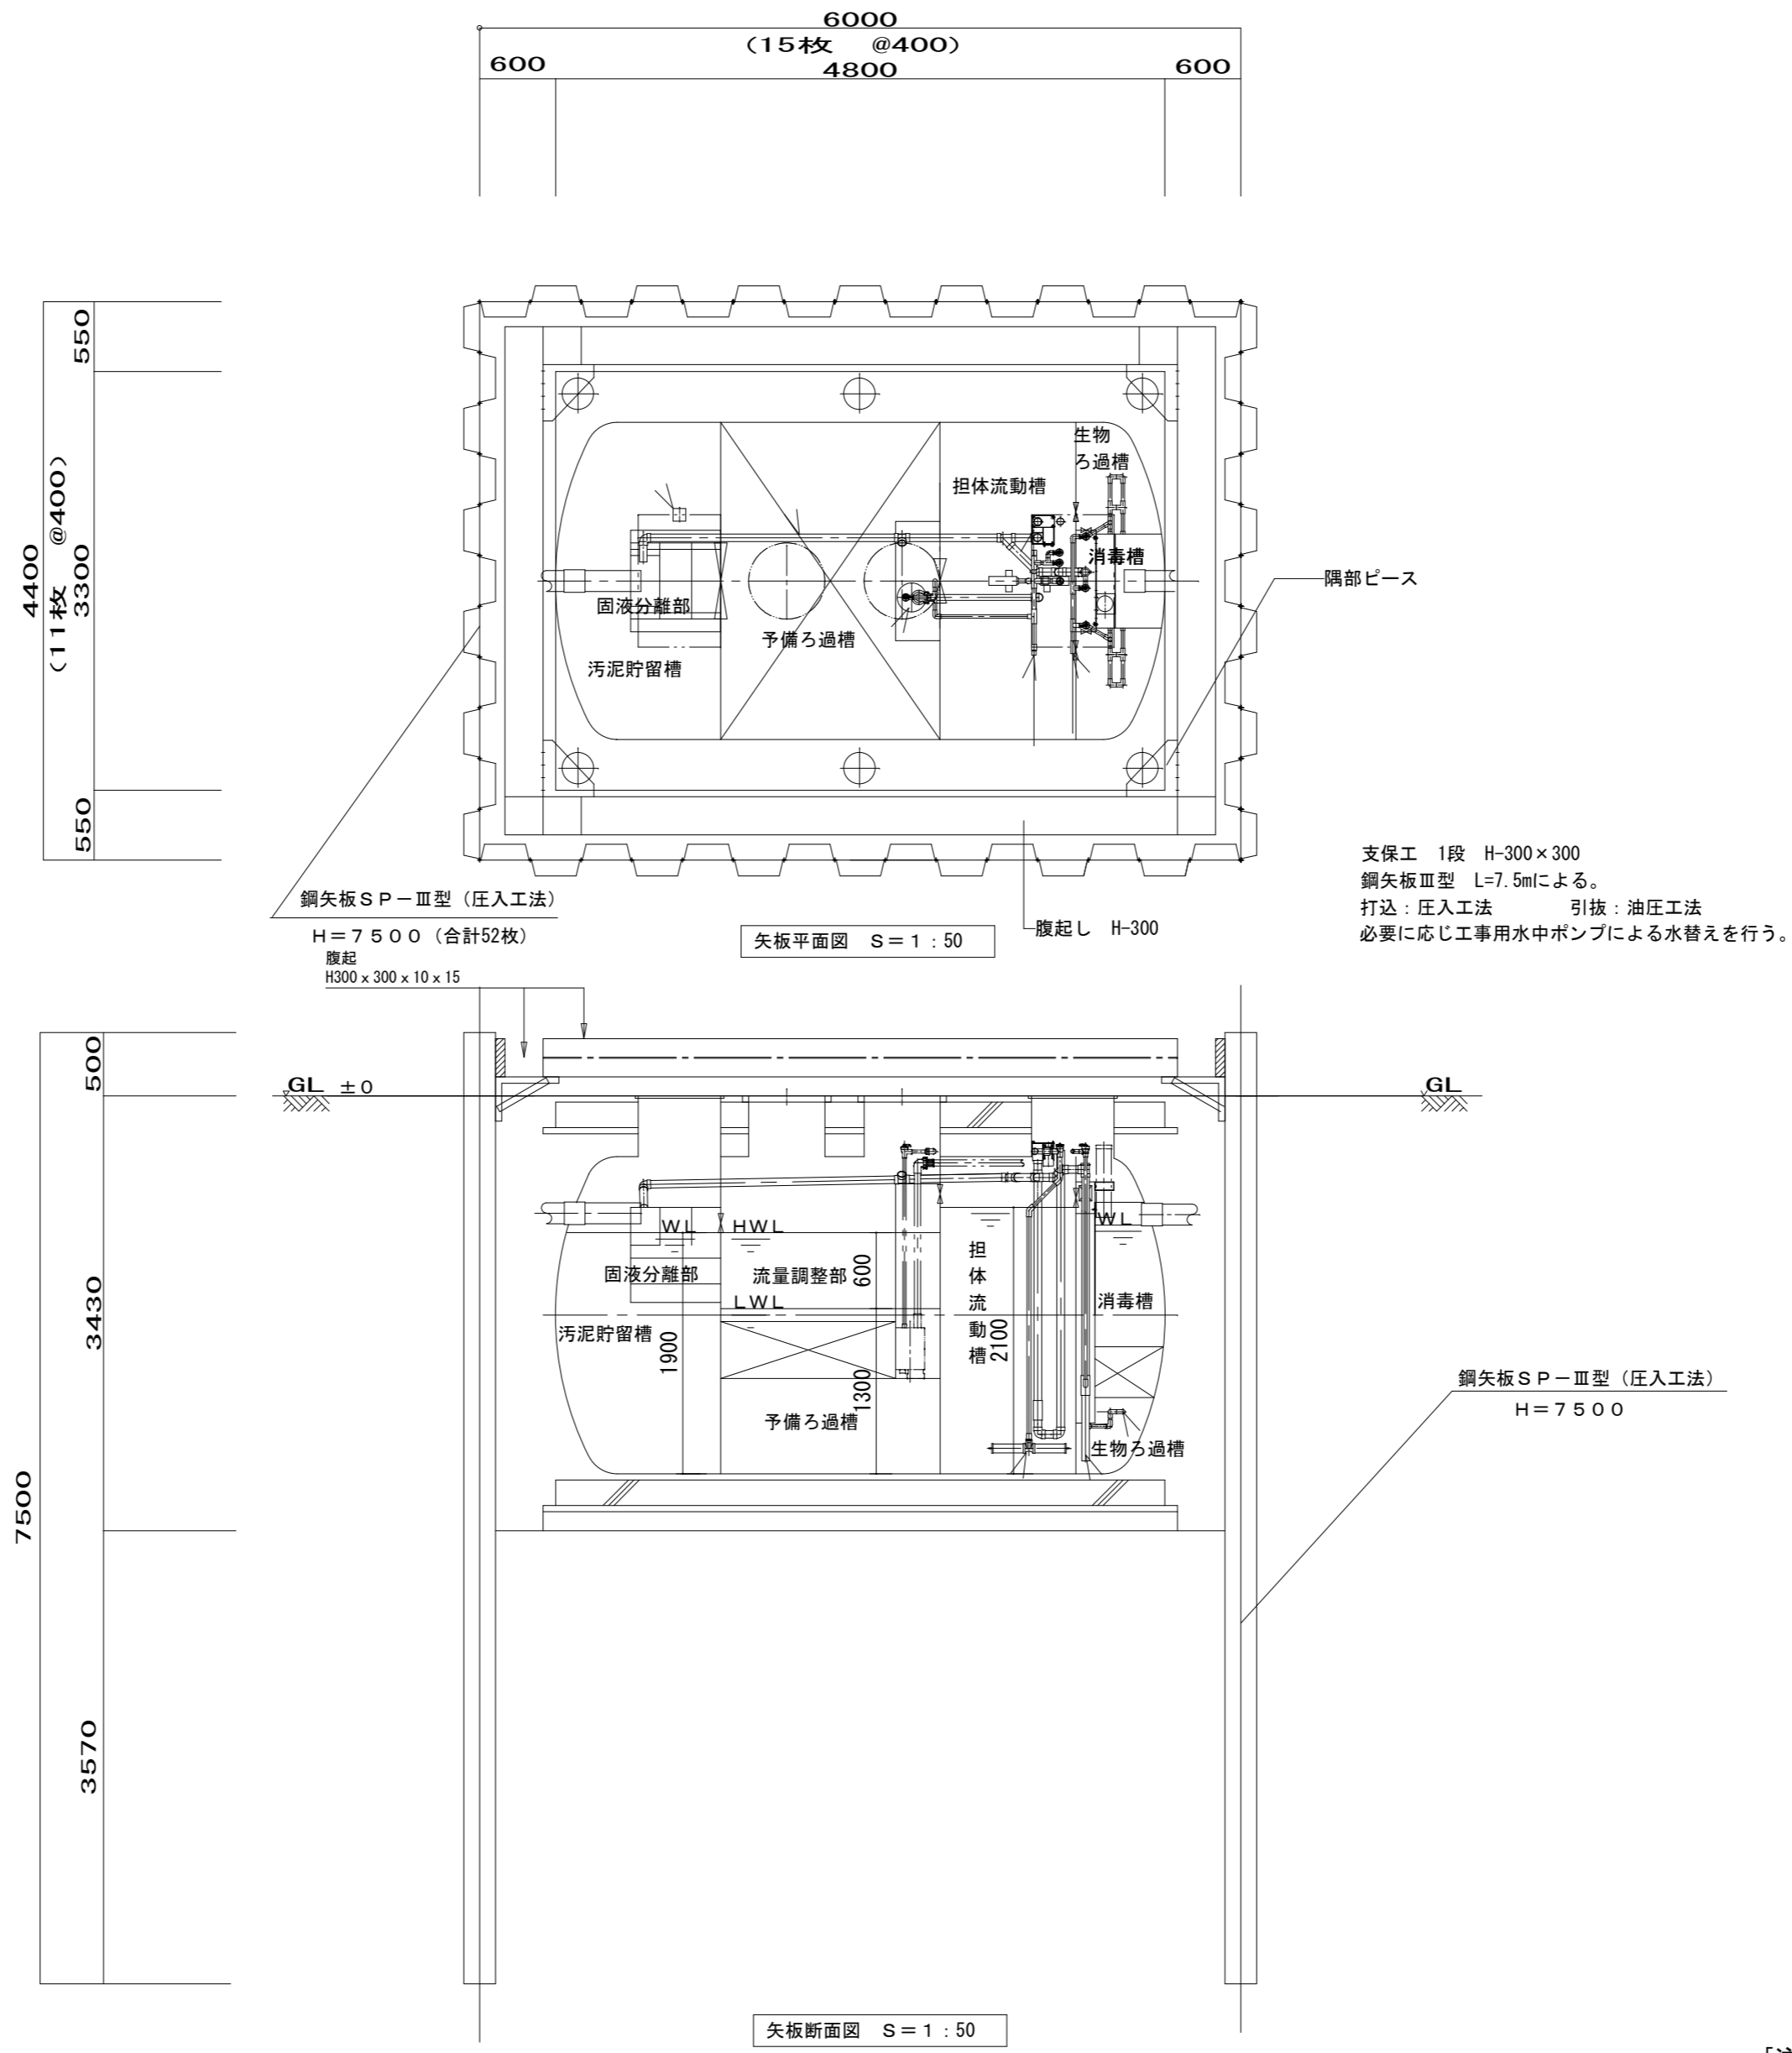 6000
(15枚 @400)
600 4800 600
550
4400
(11枚 @400)
3300
550
生物
ろ過槽
担体流動槽
消毒槽
固液分離部
予備ろ過槽
汚泥貯留槽
隅部ピース
鋼矢板SP-Ⅲ型(圧入工法)
H=7500(合計52枚)
腹起
H300x300x10x15
矢板平面図 S=1:50
腹起し H-300
支保工 1段 H-300×300
鋼矢板Ⅲ型 L=7.5mによる。
打込:圧入工法 引抜:油圧工法
必要に応じ工事用水中ポンプによる水替えを行う。
500
GL ±0
GL
3430
7500
3570
WL
HWL
WL
固液分離部
流量調整部
600
LWL
担体流動槽
消毒槽
汚泥貯留槽
1900
1300
2100
予備ろ過槽
生物ろ過槽
鋼矢板SP-Ⅲ型(圧入工法)
H=7500
矢板断面図 S=1:50